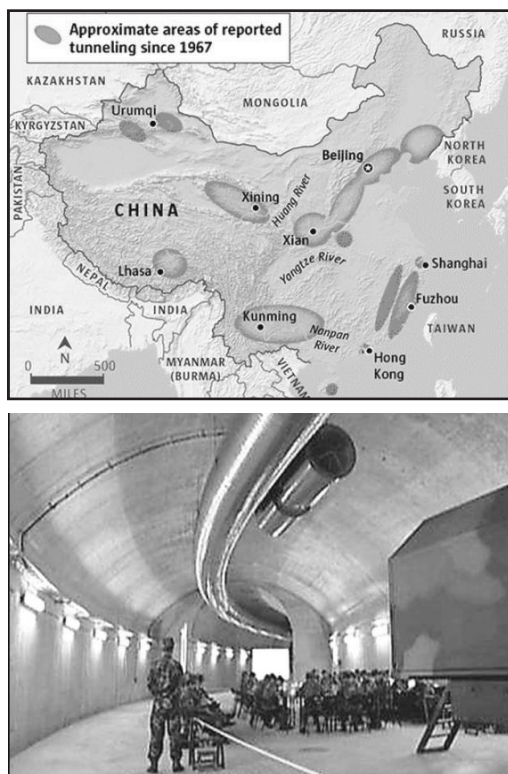 Approximate areas of reported
tunneling since 1967
RUSSIA
KAZAKHSTAN
MONGOLIA
Urumqi
KYRGYZSTAN
Beijing
NORTH
KOREA
PAKISTAN
Xining
Huang River
SOUTH
KOREA
CHINA
Xian
Yangtze River
Shanghai
Lhasa
NEPAL
Fuzhou
INDIA
INDIA
Kunming
Nanpan
River
TAIWAN
N
MYANMAR
(BURMA)
VIETNAM
Hong
Kong
0
500
MILES